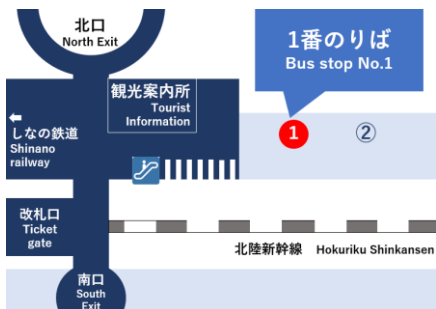 北口
North Exit
1番のりば
Bus stop No.1
観光案内所
Tourist
Information
しなの鉄道
Shinano
railway
1
②
改札口
Ticket
gate
北陸新幹線 Hokuriku Shinkansen
南口
South
Exit